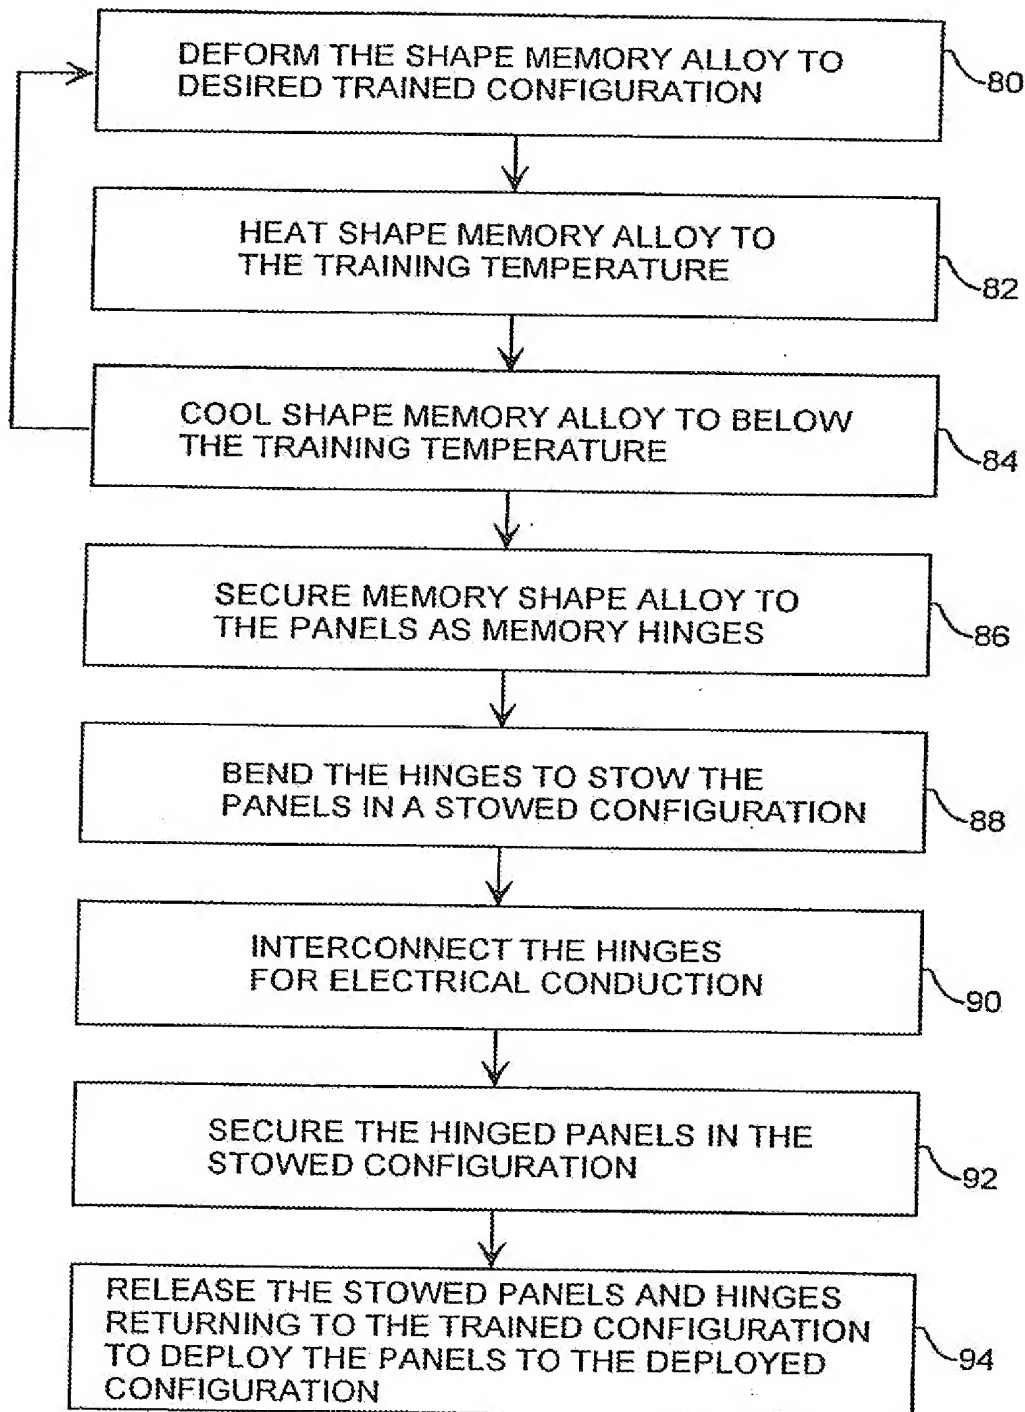 DEFORM THE SHAPE MEMORY ALLOY TO
DESIRED TRAINED CONFIGURATION
80
HEAT SHAPE MEMORY ALLOY TO
THE TRAINING TEMPERATURE
82
COOL SHAPE MEMORY ALLOY TO BELOW
THE TRAINING TEMPERATURE
84
SECURE MEMORY SHAPE ALLOY TO
THE PANELS AS MEMORY HINGES
86
BEND THE HINGES TO STOW THE
PANELS IN A STOWED CONFIGURATION
88
INTERCONNECT THE HINGES
FOR ELECTRICAL CONDUCTION
90
SECURE THE HINGED PANELS IN THE
STOWED CONFIGURATION
92
RELEASE THE STOWED PANELS AND HINGES
RETURNING TO THE TRAINED CONFIGURATION
TO DEPLOY THE PANELS TO THE DEPLOYED
CONFIGURATION
94